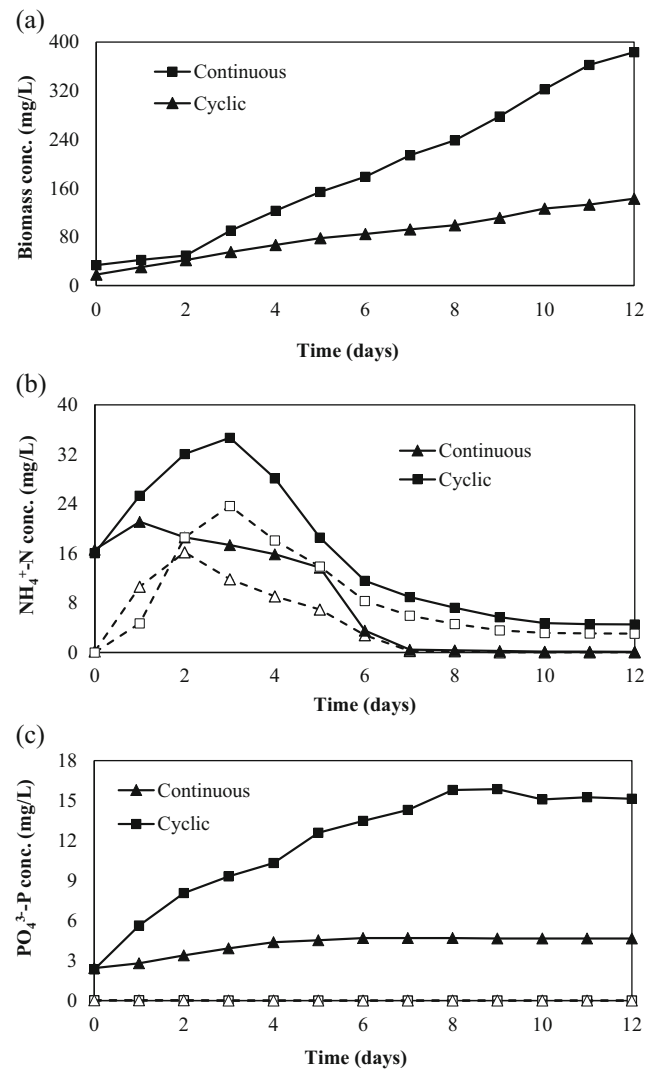 (a)
400
320
240
160
80
0
Biomass conc. (mg/L)
Continuous
Cyclic
0 2 4 6 8 10 12
Time (days)
(b)
40
32
24
16
8
0
NH₄⁺-N conc. (mg/L)
Continuous
Cyclic
0 2 4 6 8 10 12
Time (days)
(c)
18
15
12
9
6
3
0
PO₄³⁻-P conc. (mg/L)
Continuous
Cyclic
0 2 4 6 8 10 12
Time (days)